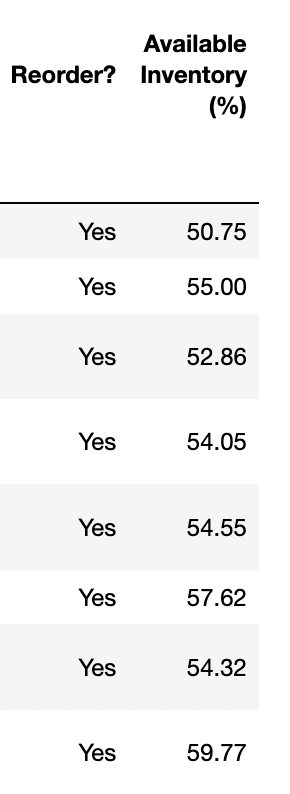 Reorder? Available Inventory (%)
Yes 50.75
Yes 55.00
Yes 52.86
Yes 54.05
Yes 54.55
Yes 57.62
Yes 54.32
Yes 59.77